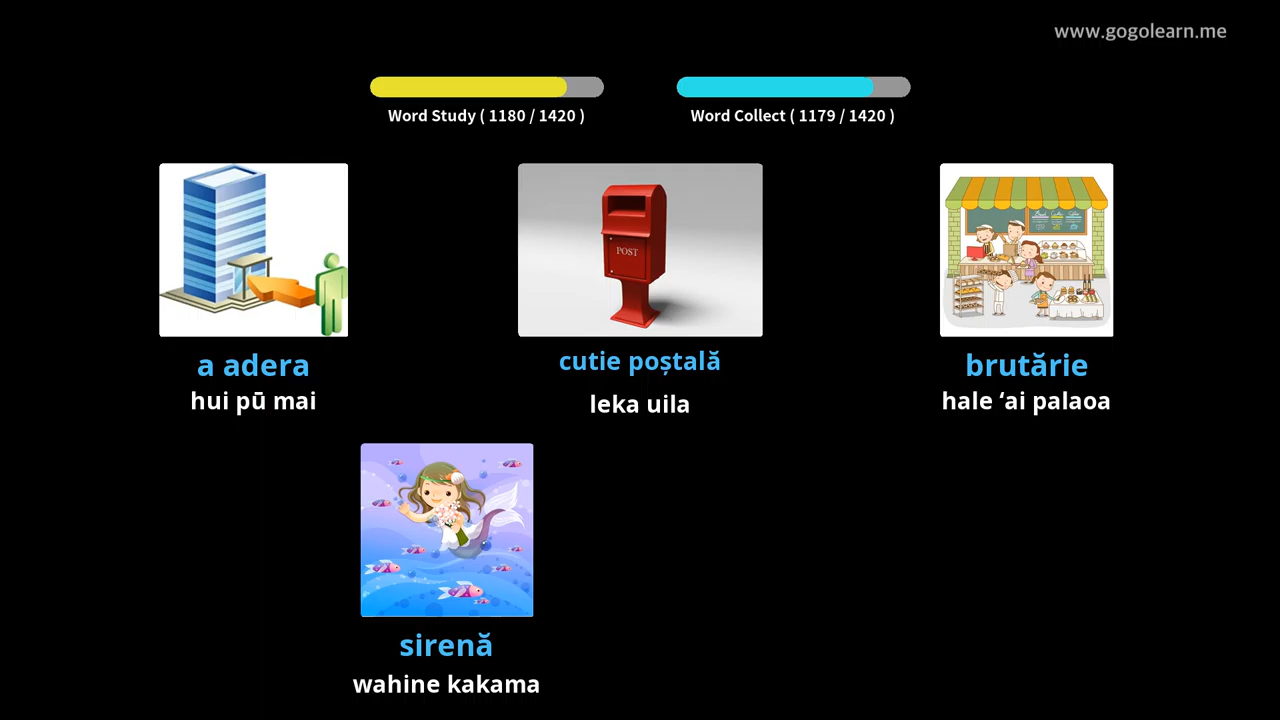 www.gogolearn.me
Word Study ( 1180 / 1420 )
Word Collect ( 1179 / 1420 )
POST
a adera
hui pū mai
cutie poștală
leka uila
brutărie
hale ʻai palaoa
sirenă
wahine kakama